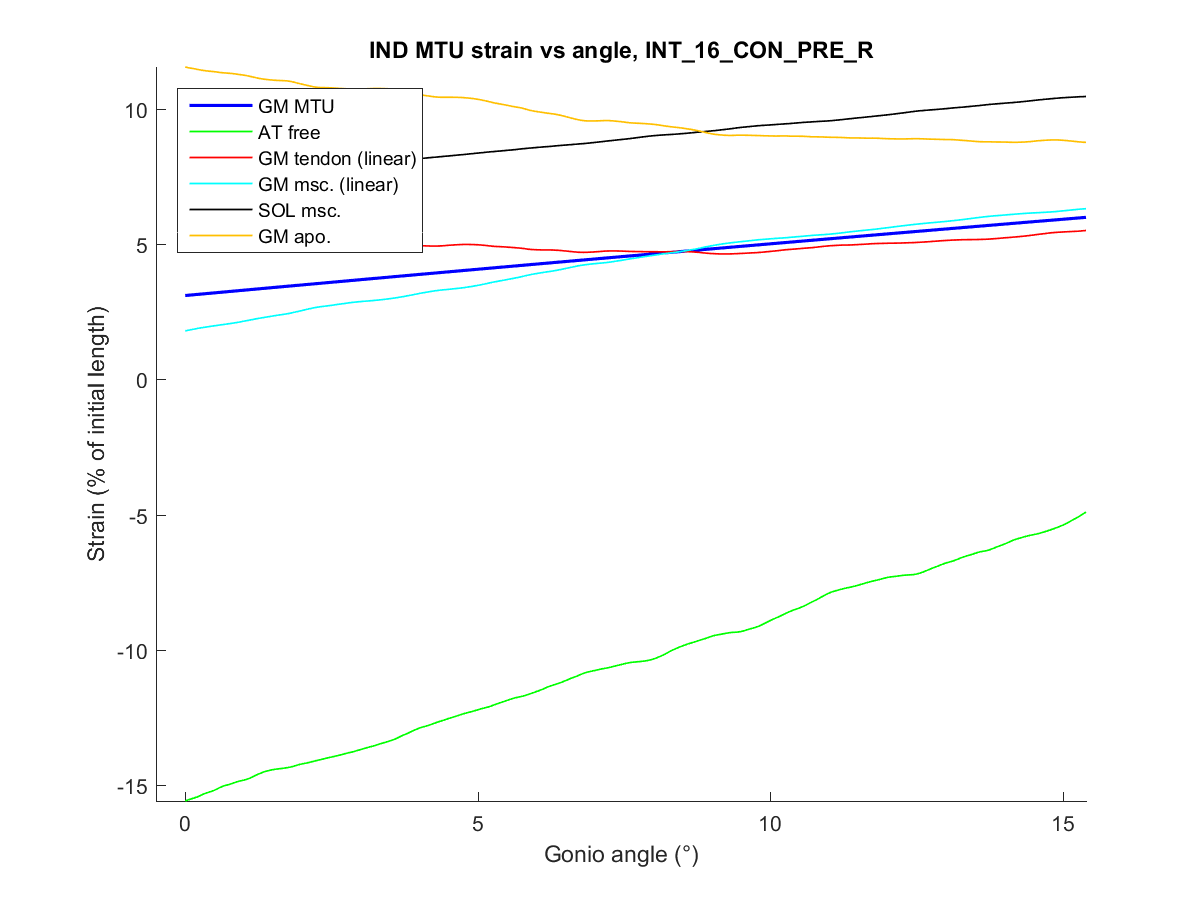 IND MTU strain vs angle, INT_16_CON_PRE_R
GM MTU
AT free
GM tendon (linear)
GM msc. (linear)
SOL msc.
GM apo.
10
5
0
-5
-10
-15
Strain (% of initial length)
0 5 10 15
Gonio angle (°)